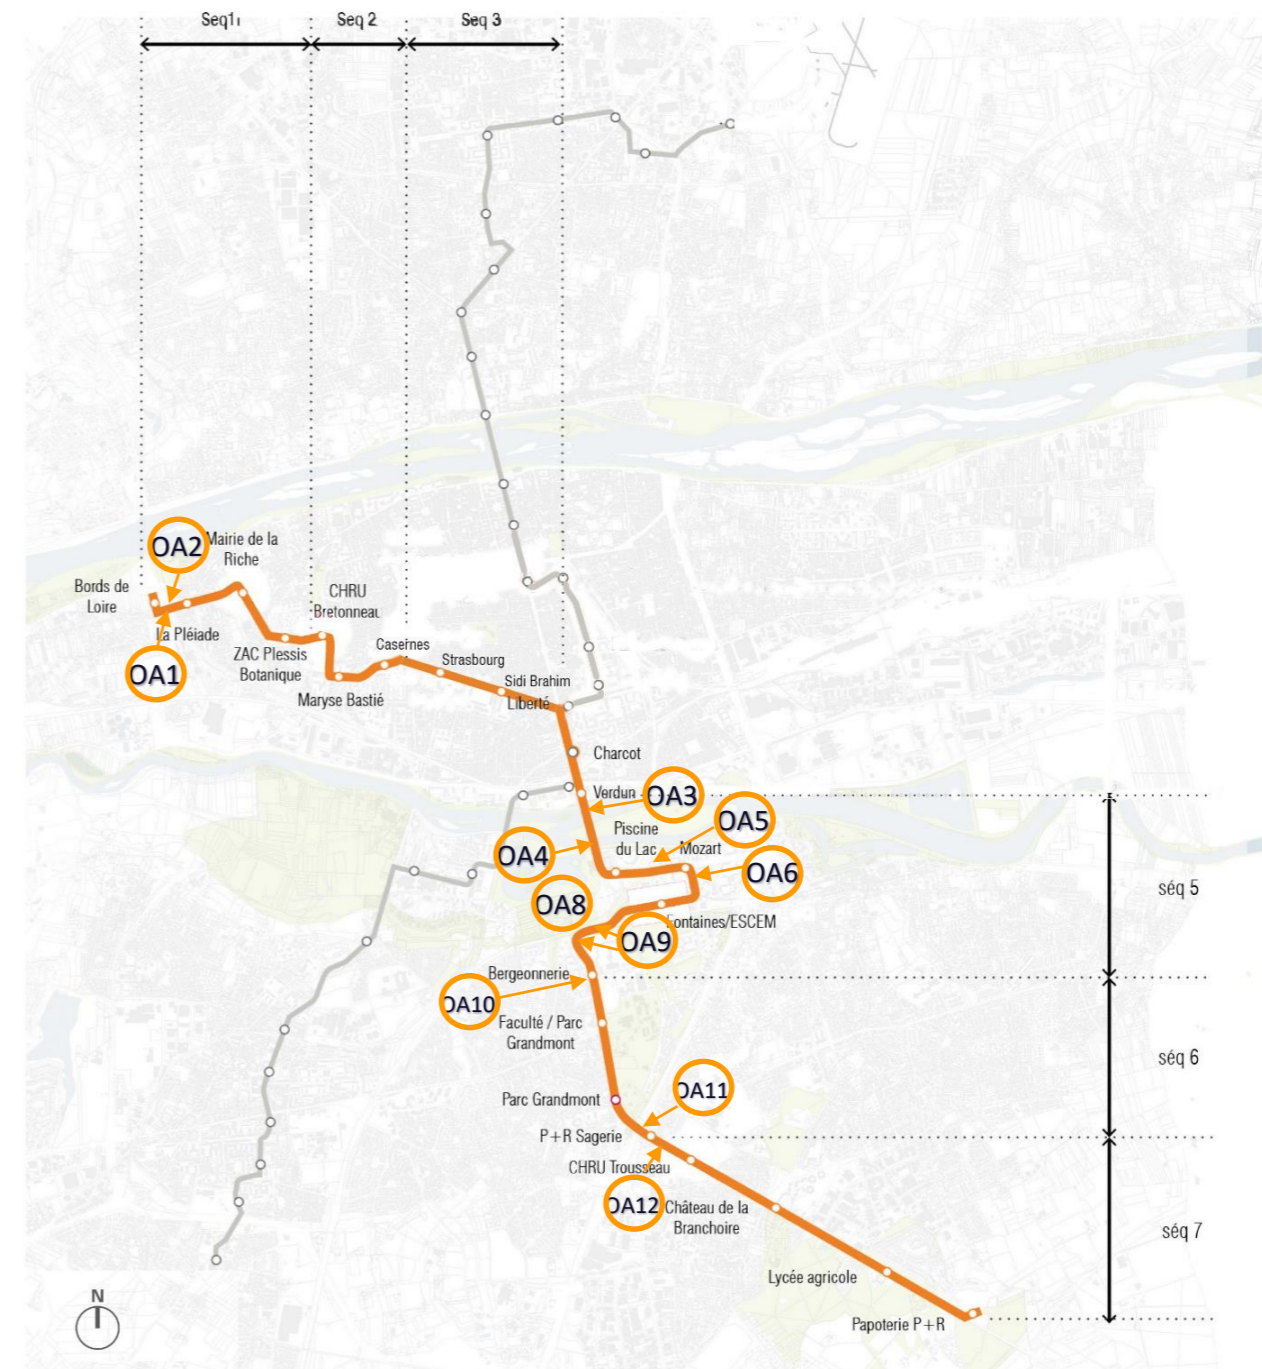 Seq1
Seq 2
Seq 3
OA2
Mairie de la
Riche
Bords de
Loire
CHRU
Bretonneau
La Pléiade
OA1
ZAC Plessis
Botanique
Casernes
Strasbourg
Maryse Bastié
Sidi Brahim
Liberté
Charcot
Verdun
OA3
Piscine
du Lac
OA5
Mozart
OA4
OA6
séq 5
OA8
Fontaines/ESCEM
OA9
Bergeonnerie
OA10
Faculté / Parc
Grandmont
séq 6
OA11
Parc Grandmont
P+R Sagerie
CHRU Trousseau
OA12
Château de la
Branchoire
séq 7
Lycée agricole
Papoterie P+R
N